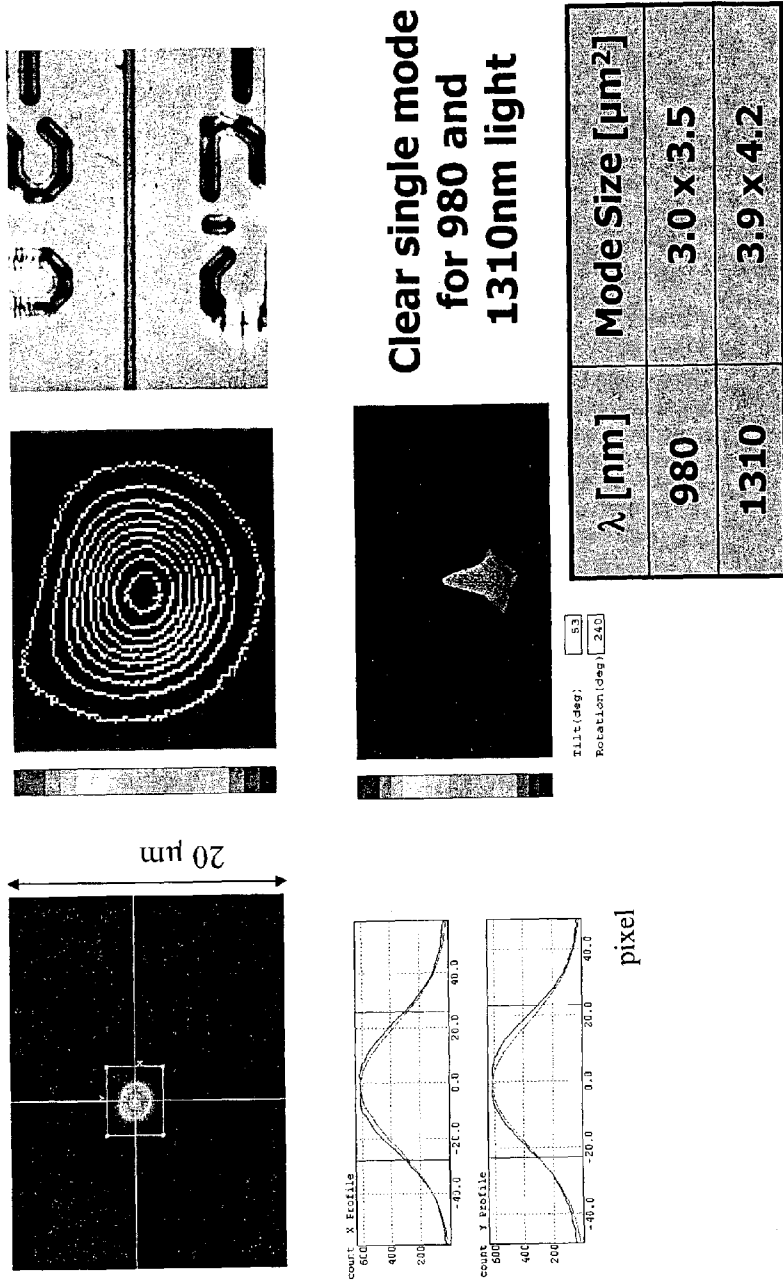 20 µm
count X Profile
600
400
200
-40.0
-20.0
0.0
20.0
40.0
count Y Profile
600
400
200
-40.0
-20.0
0.0
20.0
40.0
pixel
Tilt(deg) 53
Rotation(deg) 240
Clear single mode
for 980 and
1310nm light
λ [nm] Mode Size [µm²]
980 3.0 x 3.5
1310 3.9 x 4.2